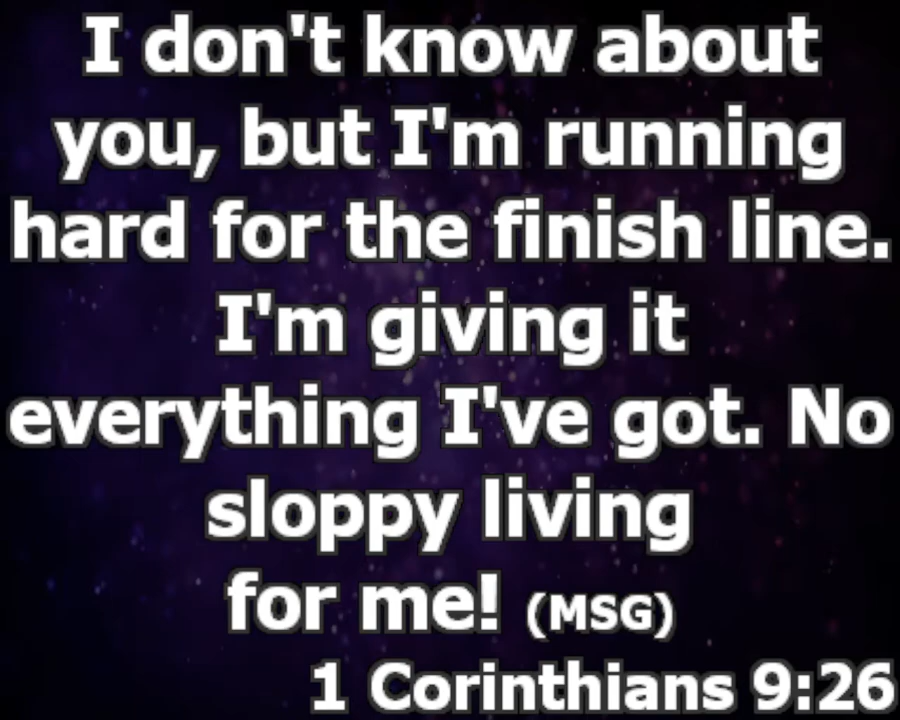 I don't know about
you, but I'm running
hard for the finish line.
I'm giving it
everything I've got. No
sloppy living
for me! (MSG)
1 Corinthians 9:26